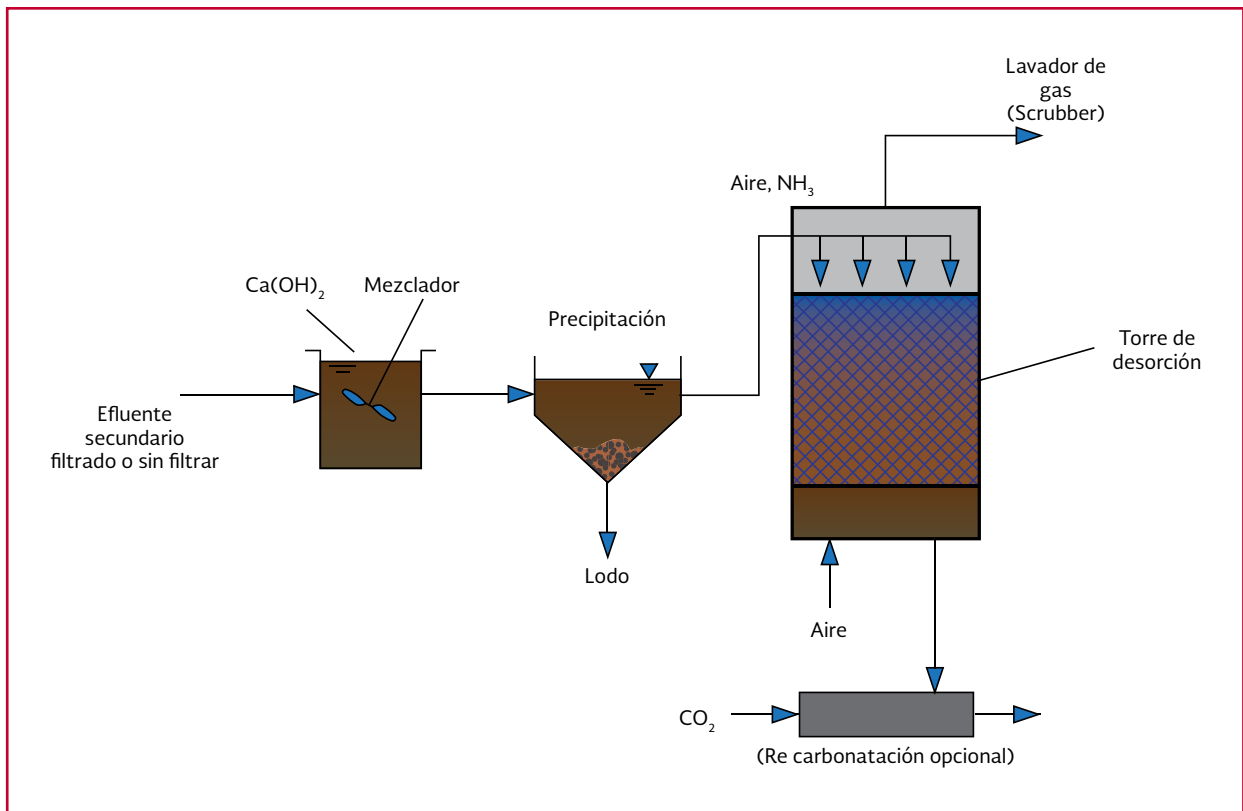 Lavador de
gas
(Scrubber)
Aire, NH₃
Ca(OH)₂
Mezclador
Precipitación
Torre de
desorción
Efluente
secundario
filtrado o sin filtrar
Lodo
Aire
CO₂
(Re carbonatación opcional)